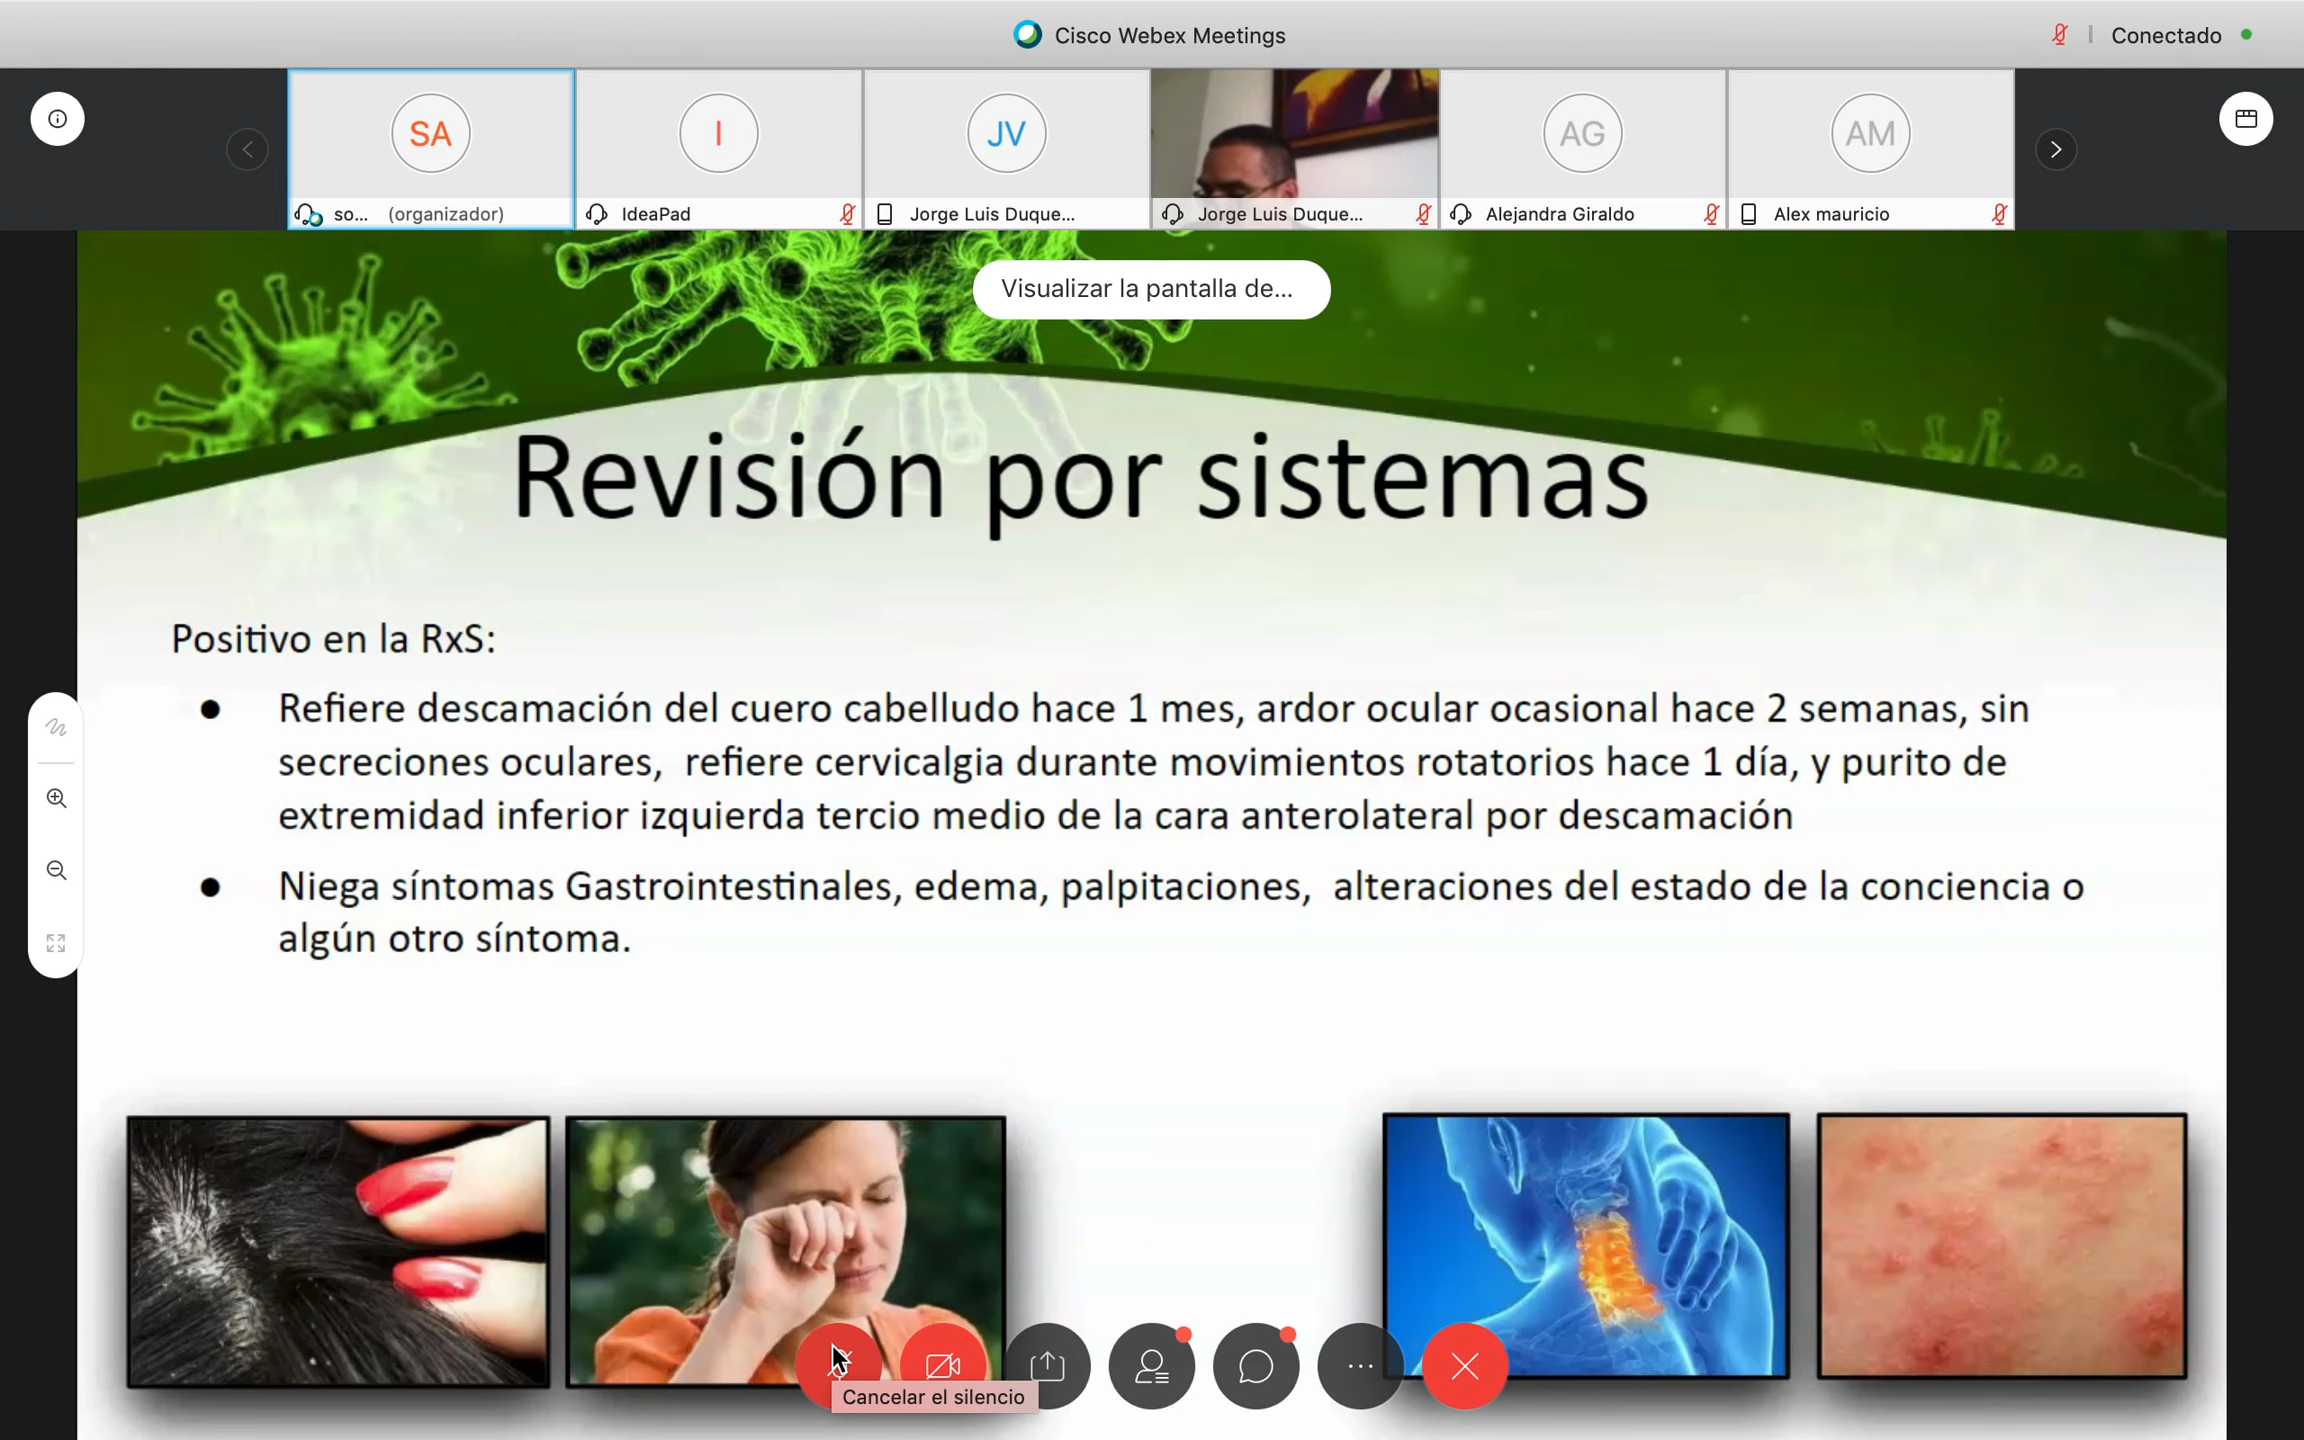 Cisco Webex Meetings
Conectado
SA
I
JV
AG
AM
so... (organizador)
IdeaPad
Jorge Luis Duque...
Jorge Luis Duque...
Alejandra Giraldo
Alex mauricio
Visualizar la pantalla de...
Revisión por sistemas
Positivo en la RxS:
● Refiere descamación del cuero cabelludo hace 1 mes, ardor ocular ocasional hace 2 semanas, sin
secreciones oculares, refiere cervicalgia durante movimientos rotatorios hace 1 día, y purito de
extremidad inferior izquierda tercio medio de la cara anterolateral por descamación
● Niega síntomas Gastrointestinales, edema, palpitaciones, alteraciones del estado de la conciencia o
algún otro síntoma.
Cancelar el silencio